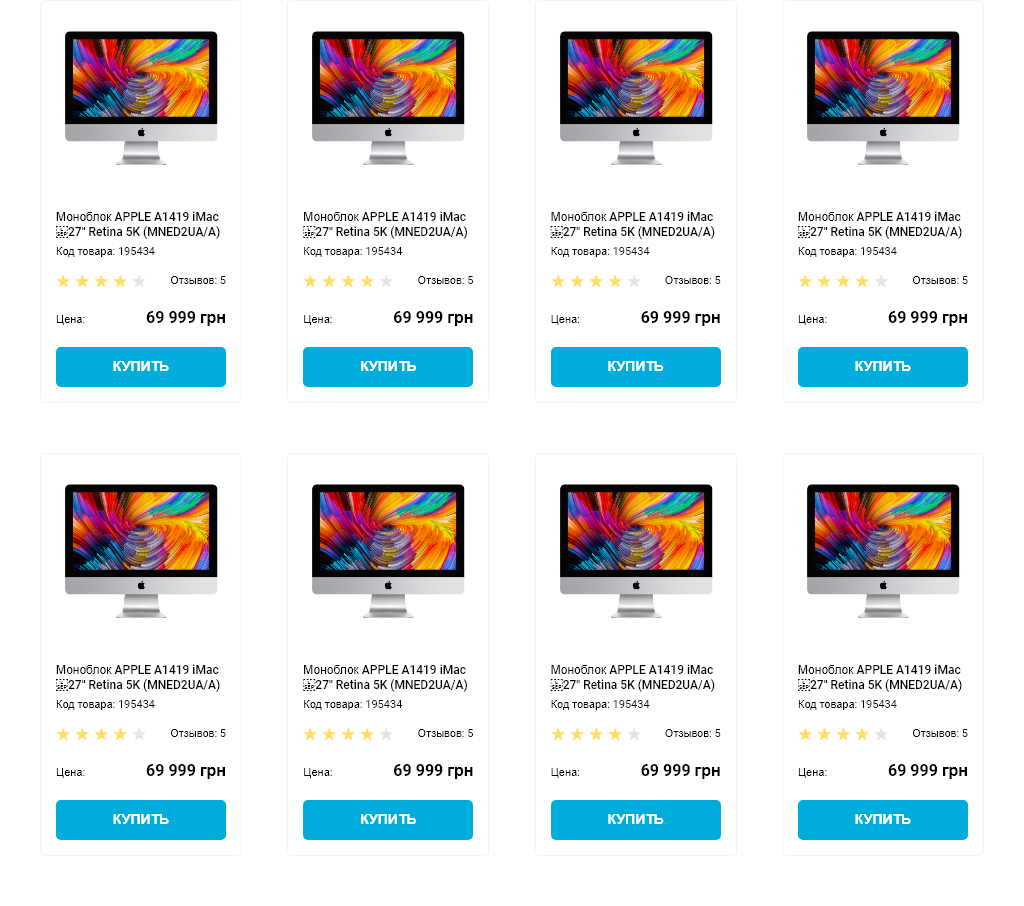 Моноблок APPLE A1419 iMac
27" Retina 5K (MNED2UA/A)
Код товара: 195434
Отзывов: 5
Цена: 69 999 грн
КУПИТЬ
Моноблок APPLE A1419 iMac
27" Retina 5K (MNED2UA/A)
Код товара: 195434
Отзывов: 5
Цена: 69 999 грн
КУПИТЬ
Моноблок APPLE A1419 iMac
27" Retina 5K (MNED2UA/A)
Код товара: 195434
Отзывов: 5
Цена: 69 999 грн
КУПИТЬ
Моноблок APPLE A1419 iMac
27" Retina 5K (MNED2UA/A)
Код товара: 195434
Отзывов: 5
Цена: 69 999 грн
КУПИТЬ
Моноблок APPLE A1419 iMac
27" Retina 5K (MNED2UA/A)
Код товара: 195434
Отзывов: 5
Цена: 69 999 грн
КУПИТЬ
Моноблок APPLE A1419 iMac
27" Retina 5K (MNED2UA/A)
Код товара: 195434
Отзывов: 5
Цена: 69 999 грн
КУПИТЬ
Моноблок APPLE A1419 iMac
27" Retina 5K (MNED2UA/A)
Код товара: 195434
Отзывов: 5
Цена: 69 999 грн
КУПИТЬ
Моноблок APPLE A1419 iMac
27" Retina 5K (MNED2UA/A)
Код товара: 195434
Отзывов: 5
Цена: 69 999 грн
КУПИТЬ